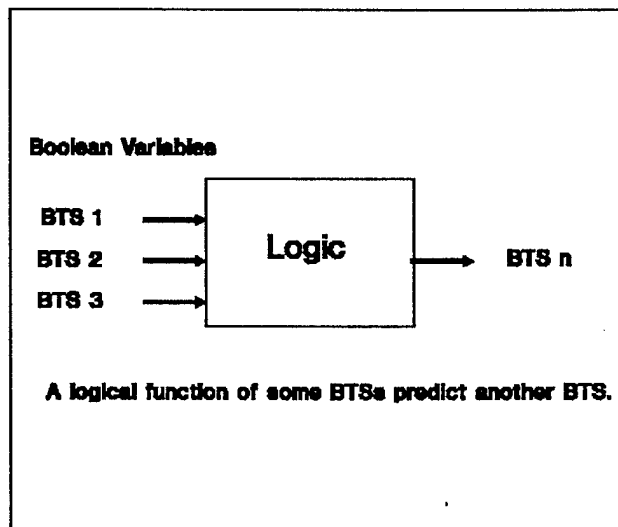 Boolean Variables
BTS 1
BTS 2
BTS 3
Logic
BTS n
A logical function of some BTSs predict another BTS.